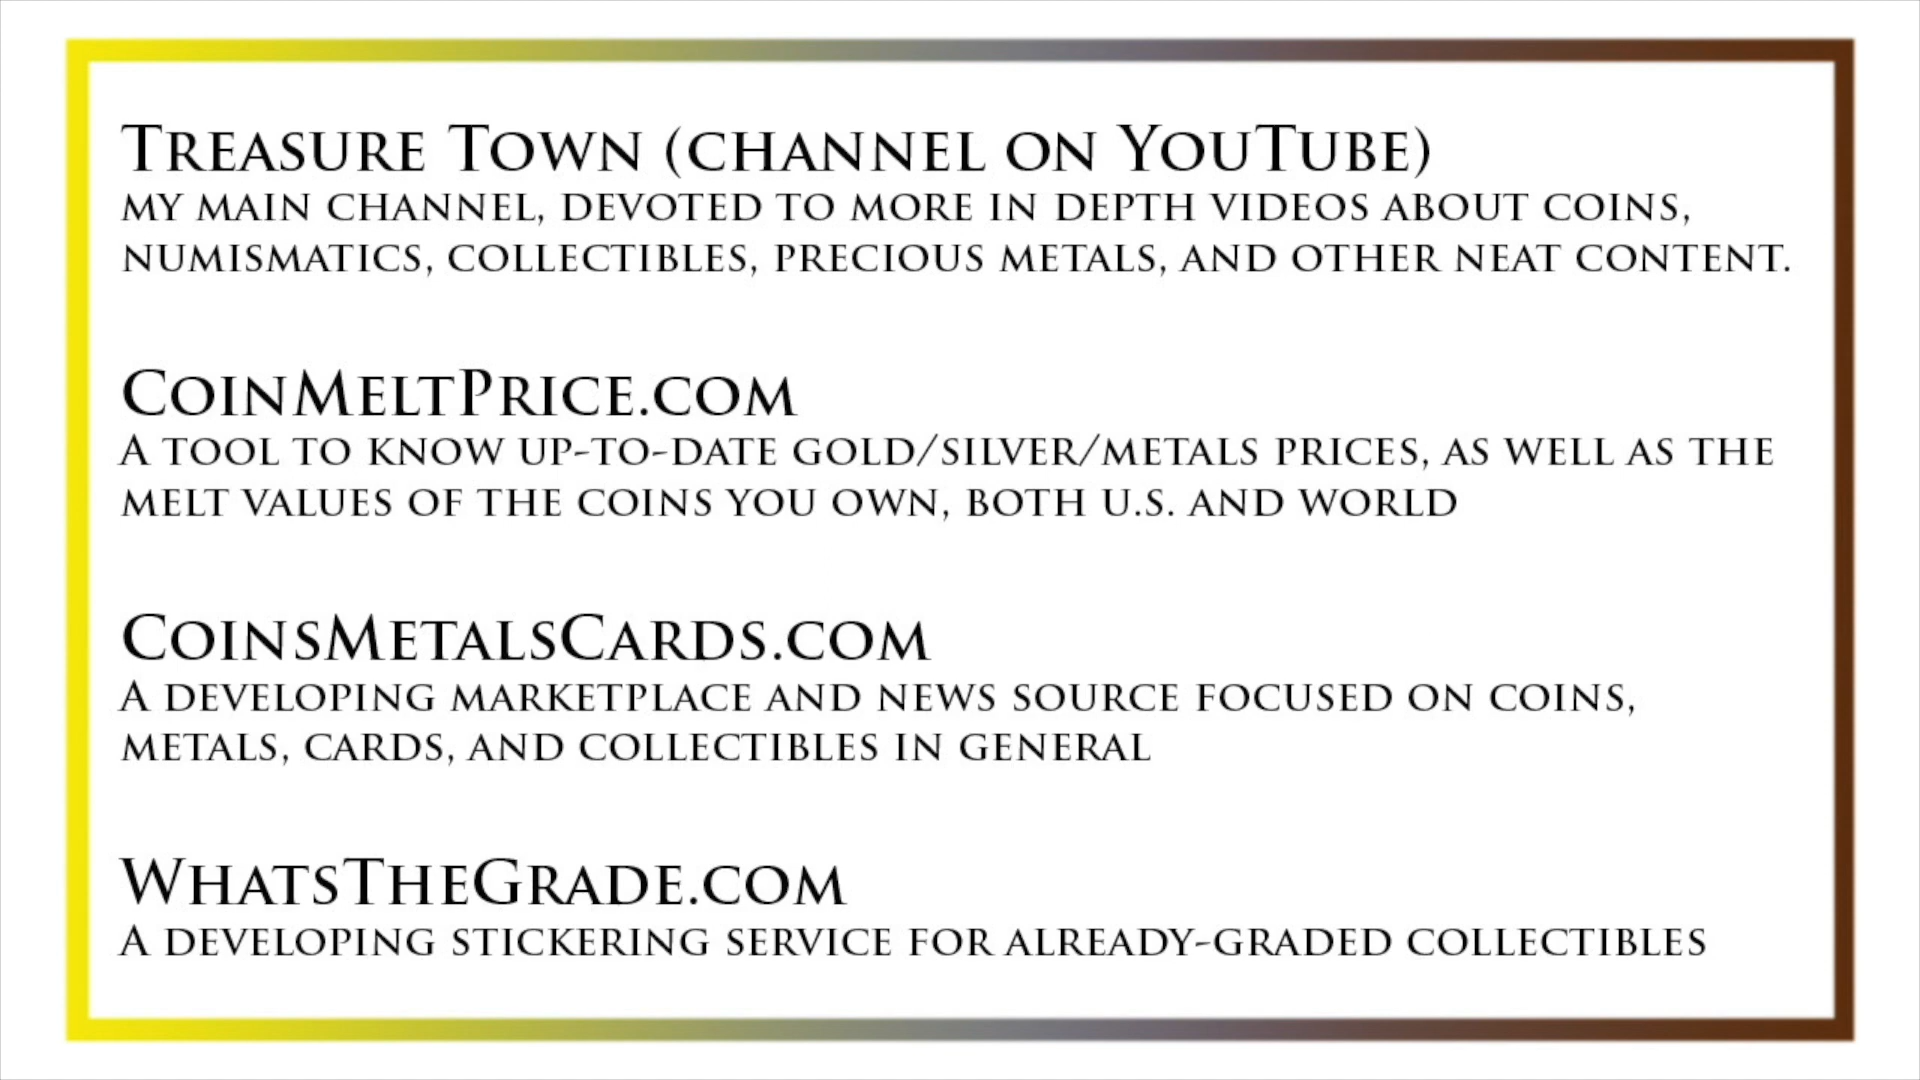 Treasure Town (channel on YouTube)
my main channel, devoted to more in depth videos about coins,
numismatics, collectibles, precious metals, and other neat content.
CoinMeltPrice.com
A tool to know up-to-date gold/silver/metals prices, as well as the
melt values of the coins you own, both u.s. and world
CoinsMetalsCards.com
A developing marketplace and news source focused on coins,
metals, cards, and collectibles in general
WhatsTheGrade.com
A developing stickering service for already-graded collectibles